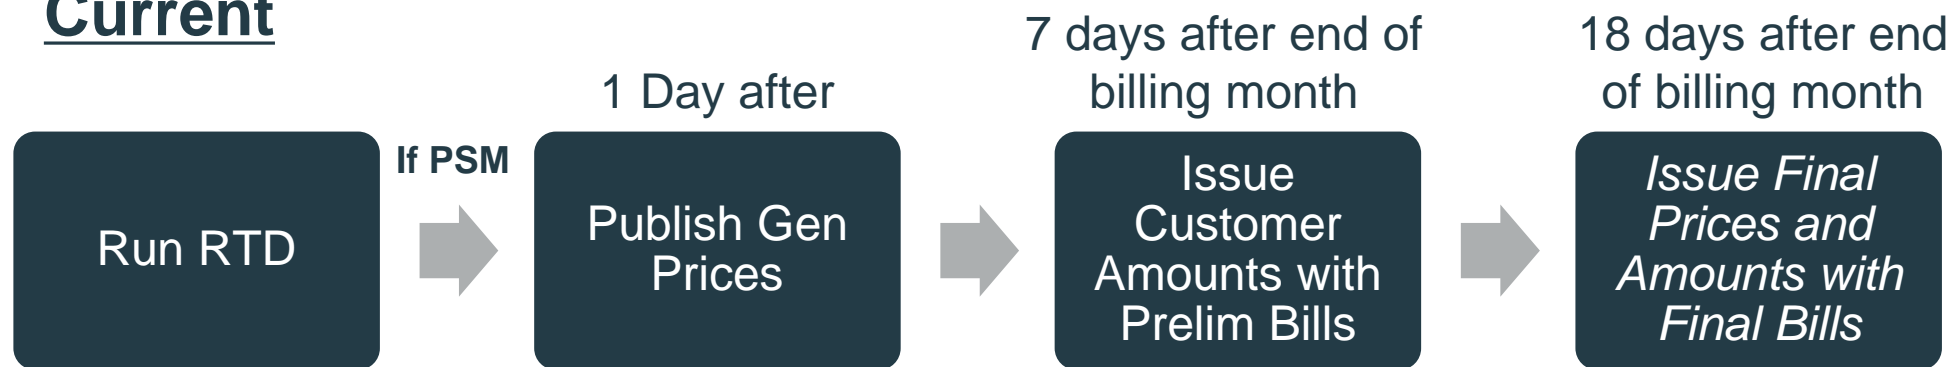 Current
Run RTD
If PSM
1 Day after
Publish Gen
Prices
7 days after end of
billing month
Issue
Customer
Amounts with
Prelim Bills
18 days after end
of billing month
Issue Final
Prices and
Amounts with
Final Bills